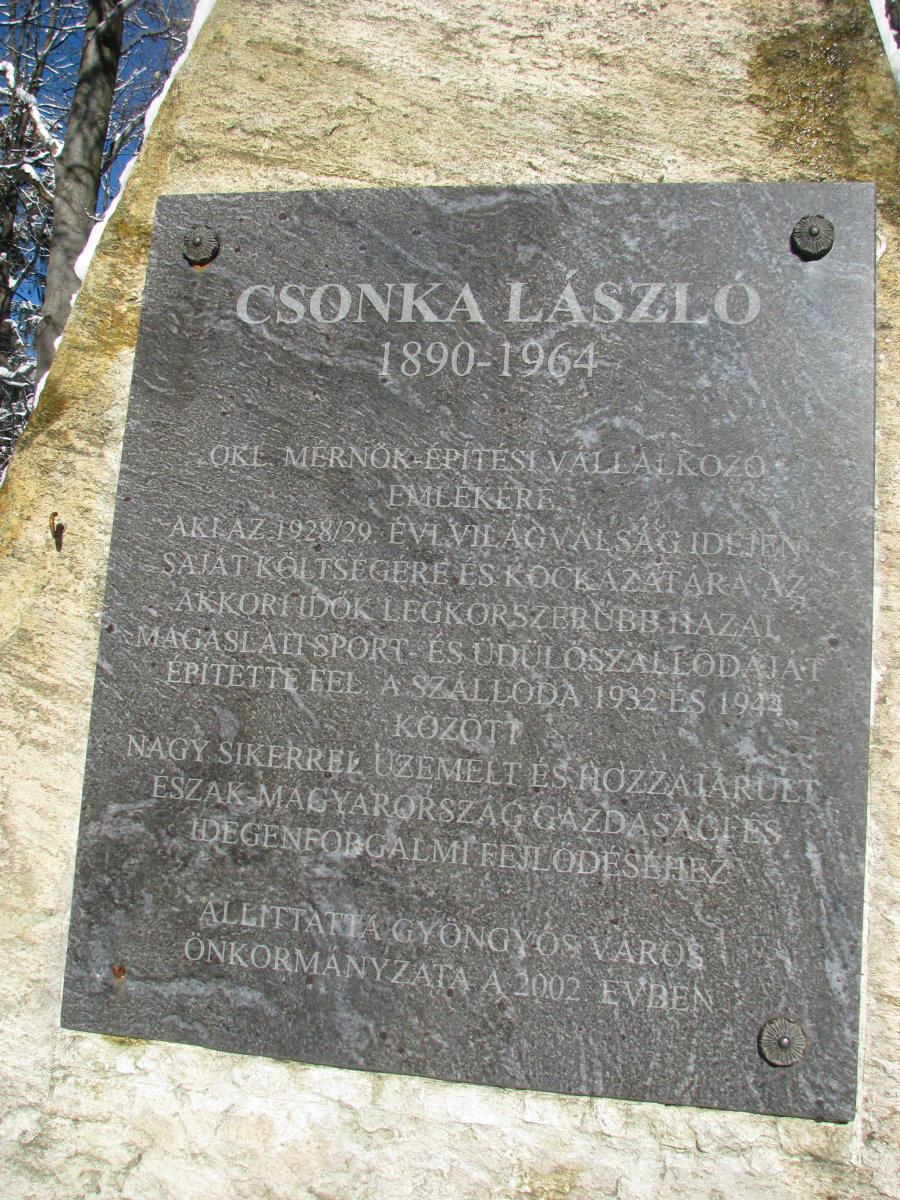 CSONKA LÁSZLÓ
1890-1964
OKL. MÉRNÖK-ÉPÍTÉSI VÁLLALKOZÓ
EMLÉKÉRE
AKI AZ 1928/29. ÉVI VILÁGVÁLSÁG IDEJÉN
SAJÁT KÖLTSÉGÉRE ÉS KOCKÁZATÁRA AZ
AKKORI IDŐK LEGKORSZERŰBB HAZAI
MAGASLATI SPORT- ÉS ÜDÜLŐSZÁLLODÁJÁT
ÉPÍTETTE FEL. A SZÁLLODA 1932 ÉS 1944
KÖZÖTT
NAGY SIKERREL ÜZEMELT ÉS HOZZÁJÁRULT
ÉSZAK-MAGYARORSZÁG GAZDASÁGI ÉS
IDEGENFORGALMI FEJLŐDÉSÉHEZ
ÁLLÍTTATTA GYÖNGYÖS VÁROS
ÖNKORMÁNYZATA A 2002. ÉVBEN